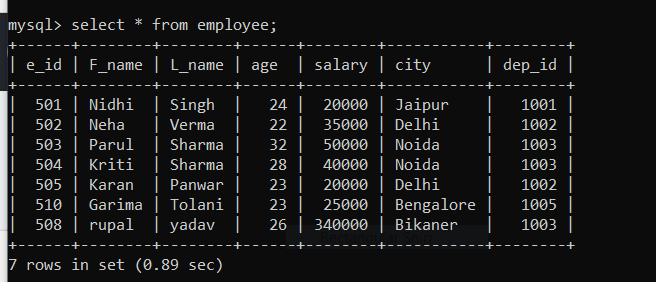 mysql> select * from employee;
+------+---------+---------+------+--------+-----------+--------+
| e_id | F_name | L_name | age | salary | city | dep_id |
+------+---------+---------+------+--------+-----------+--------+
| 501 | Nidhi | Singh | 24 | 20000 | Jaipur | 1001 |
| 502 | Neha | Verma | 22 | 35000 | Delhi | 1002 |
| 503 | Parul | Sharma | 32 | 50000 | Noida | 1003 |
| 504 | Kriti | Sharma | 28 | 40000 | Noida | 1003 |
| 505 | Karan | Panwar | 23 | 20000 | Delhi | 1002 |
| 510 | Garima | Tolani | 23 | 25000 | Bengalore | 1005 |
| 508 | rupal | yadav | 26 | 340000 | Bikaner | 1003 |
+------+---------+---------+------+--------+-----------+--------+
7 rows in set (0.89 sec)